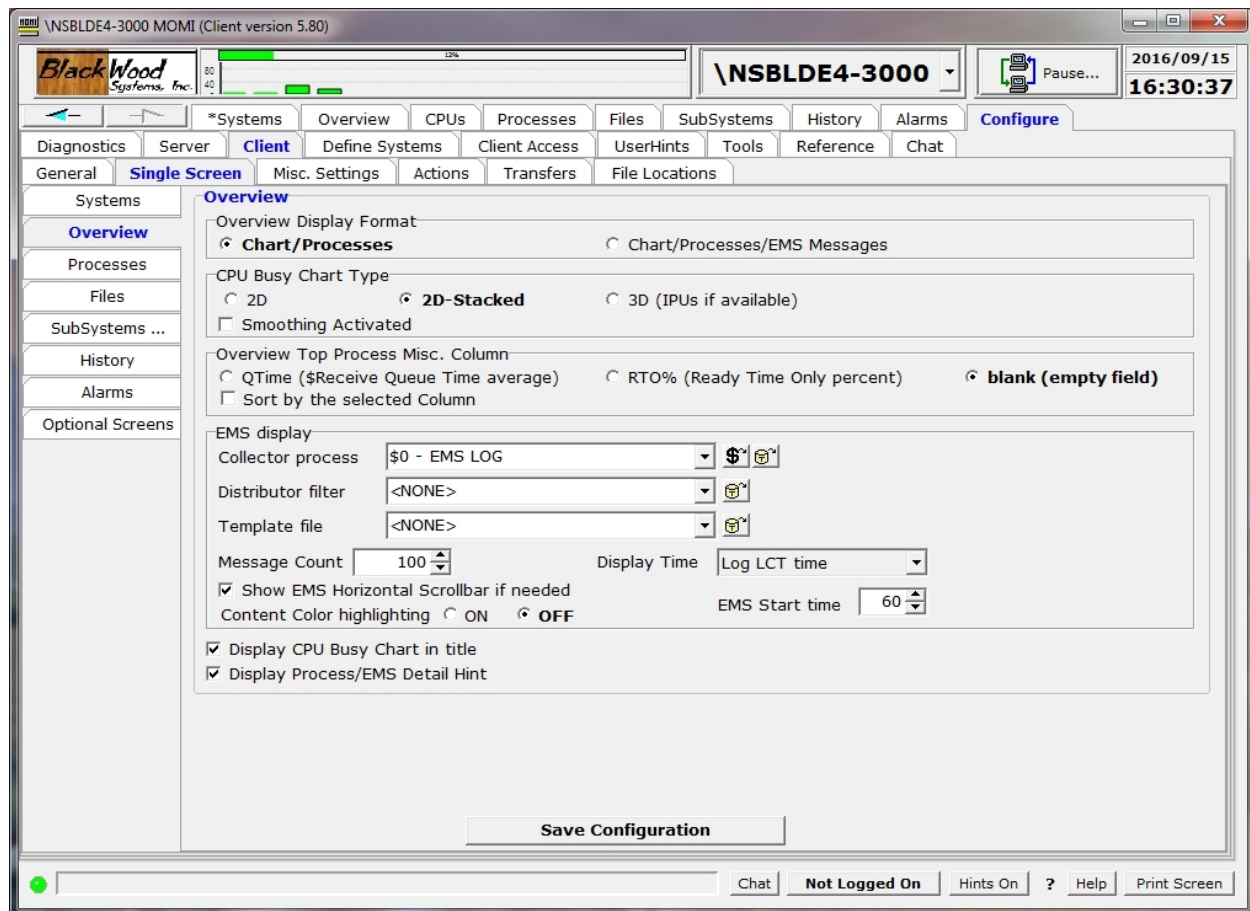 \NSBLDE4-3000 MOMI (Client version 5.80)
BlackWood
Systems, Inc.
80
40
12%
\NSBLDE4-3000
Pause...
2016/09/15
16:30:37
*Systems Overview CPUs Processes Files SubSystems History Alarms Configure
Diagnostics Server Client Define Systems Client Access UserHints Tools Reference Chat
General Single Screen Misc. Settings Actions Transfers File Locations
Systems
Overview
Processes
Files
SubSystems ...
History
Alarms
Optional Screens
Overview
Overview Display Format
Chart/Processes Chart/Processes/EMS Messages
CPU Busy Chart Type
2D 2D-Stacked 3D (IPUs if available)
Smoothing Activated
Overview Top Process Misc. Column
QTime ($Receive Queue Time average) RTO% (Ready Time Only percent) blank (empty field)
Sort by the selected Column
EMS display
Collector process $0 - EMS LOG $
Distributor filter <NONE>
Template file <NONE>
Message Count 100 Display Time Log LCT time
Show EMS Horizontal Scrollbar if needed
EMS Start time 60
Content Color highlighting ON OFF
Display CPU Busy Chart in title
Display Process/EMS Detail Hint
Save Configuration
Chat Not Logged On Hints On ? Help Print Screen